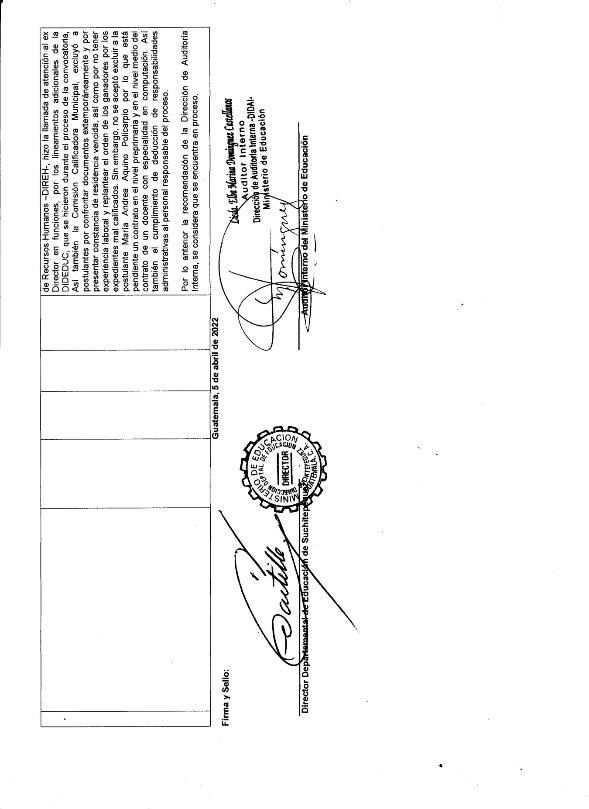 de Recursos Humanos –DIREH-, hizo la llamada de atención al ex
Director en funciones, por los lineamientos adicionales de la
DIDEDUC, que se hicieron durante el proceso de la convocatoria,
Así también la Comisión Calificadora Municipal, excluyó a
postulantes por confrontar documentos extemporáneamente y por
presentar constancia de residencia vencida, así como por no tener
experiencia laboral y replantear el orden de los ganadores por los
expedientes mal calificados. Sin embargo, no se aceptó excluir a la
postulante María Andrea Aquino Policarpio por lo que está
pendiente un contrato en el nivel preprimaria y en el nivel medio del
contrato de un docente con especialidad en computación. Así
también el cumplimiento de deducción de responsabilidades
administrativas al personal responsable del proceso.
Por lo anterior la recomendación de la Dirección de Auditoría
Interna, se considera que se encuentra en proceso.
Guatemala, 5 de abril de 2022
Firma y Sello:
MINISTERIO DE EDUCACIÓN
DIRECTOR
Director Departamental de Educación de Suchitepéquez
Domínguez
Licda. Elfa Marina Domínguez Castellanos
Auditor Interno
Dirección de Auditoría Interna -DIDAI-
Ministerio de Educación
Auditor Interno del Ministerio de Educación